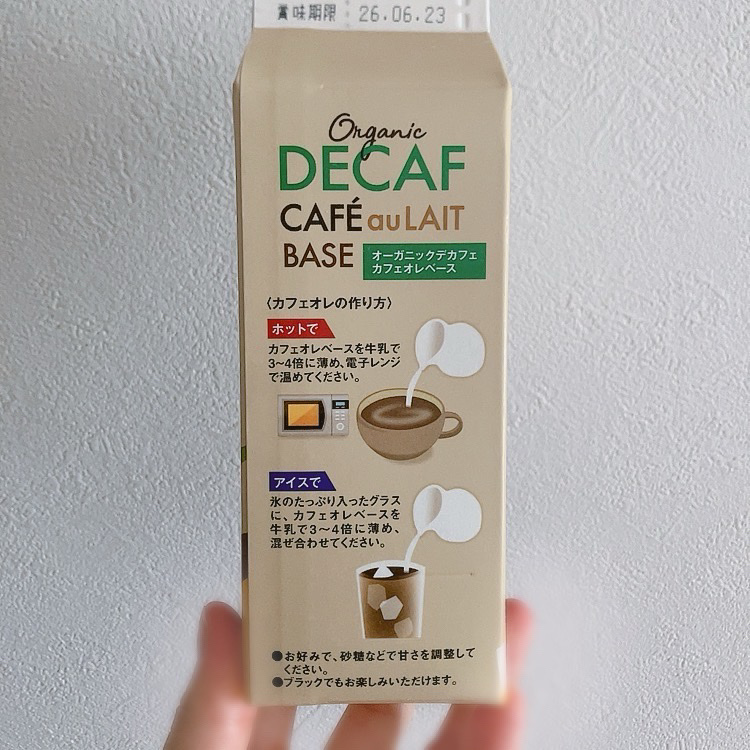 賞味期限 26.06.23
Organic
DECAF
CAFÉ au LAIT
BASE
オーガニックデカフェ
カフェオレベース
〈カフェオレの作り方〉
ホットで
カフェオレベースを牛乳で
3〜4倍に薄め、電子レンジ
で温めてください。
アイスで
氷のたっぷり入ったグラス
に、カフェオレベースを
牛乳で3〜4倍に薄め、
混ぜ合わせてください。
●お好みで、砂糖などで甘さを調整して
ください。
●ブラックでもお楽しみいただけます。